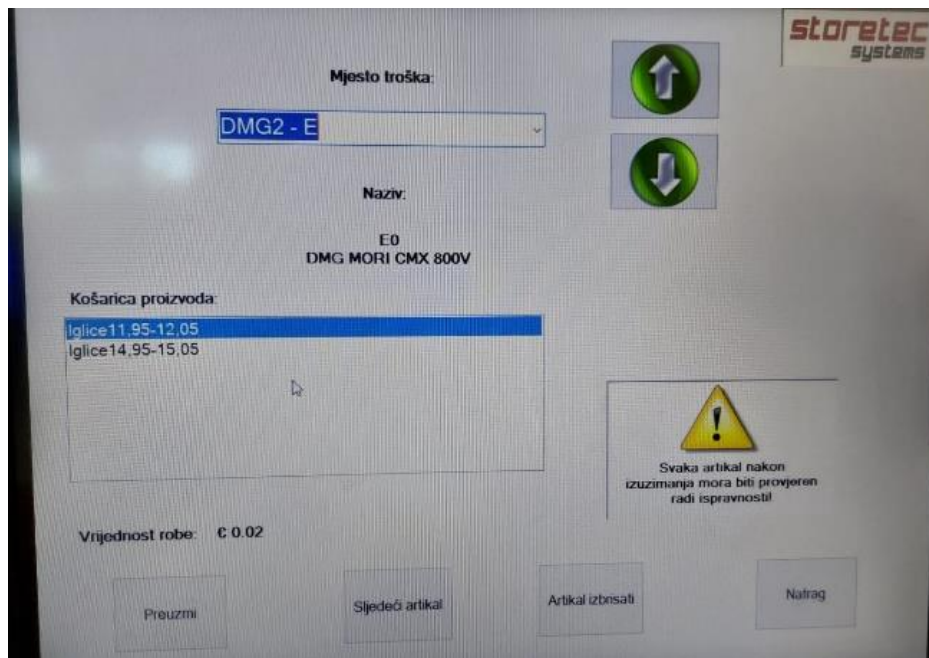 storetec
systems
Mjesto troška:
DMG2 - E
Naziv:
E0
DMG MORI CMX 800V
Košarica proizvoda:
Iglice11,95-12,05
Iglice14,95-15,05
Svaka artikal nakon
izuzimanja mora biti provjeren
radi ispravnosti!
Vrijednost robe: € 0.02
Preuzmi
Sljedeći artikal
Artikal izbrisati
Natrag